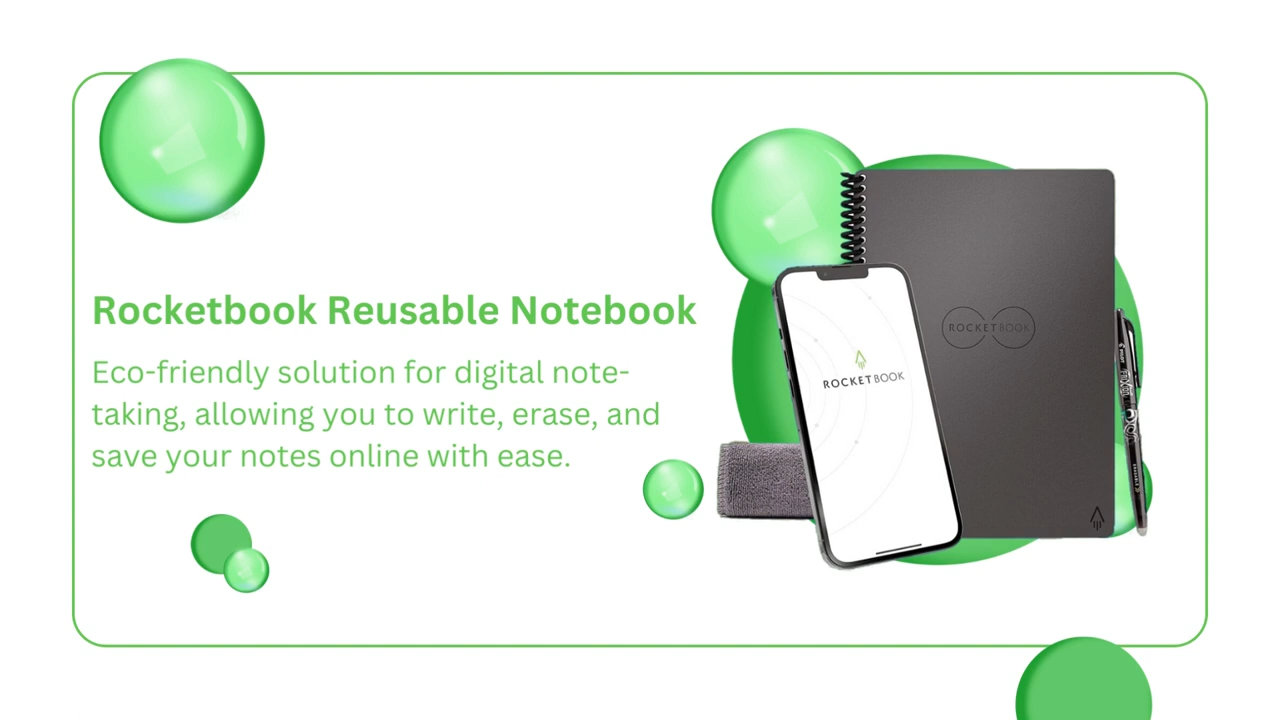 Rocketbook Reusable Notebook
Eco-friendly solution for digital note-
taking, allowing you to write, erase, and
save your notes online with ease.
ROCKETBOOK
ROCKETBOOK